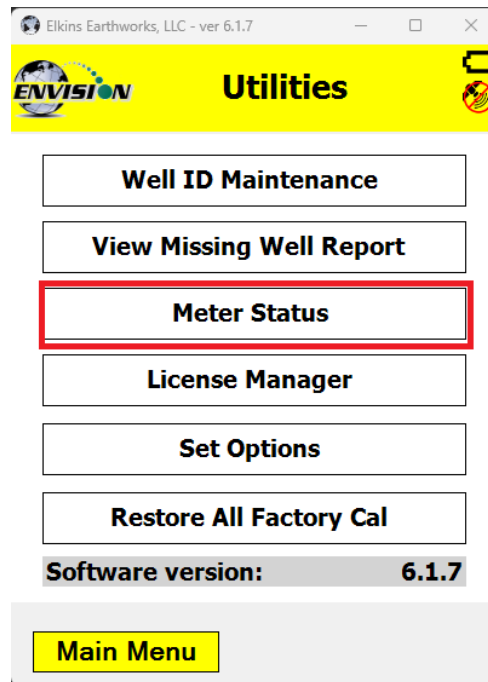 Elkins Earthworks, LLC - ver 6.1.7
ENVISION Utilities
Well ID Maintenance
View Missing Well Report
Meter Status
License Manager
Set Options
Restore All Factory Cal
Software version: 6.1.7
Main Menu